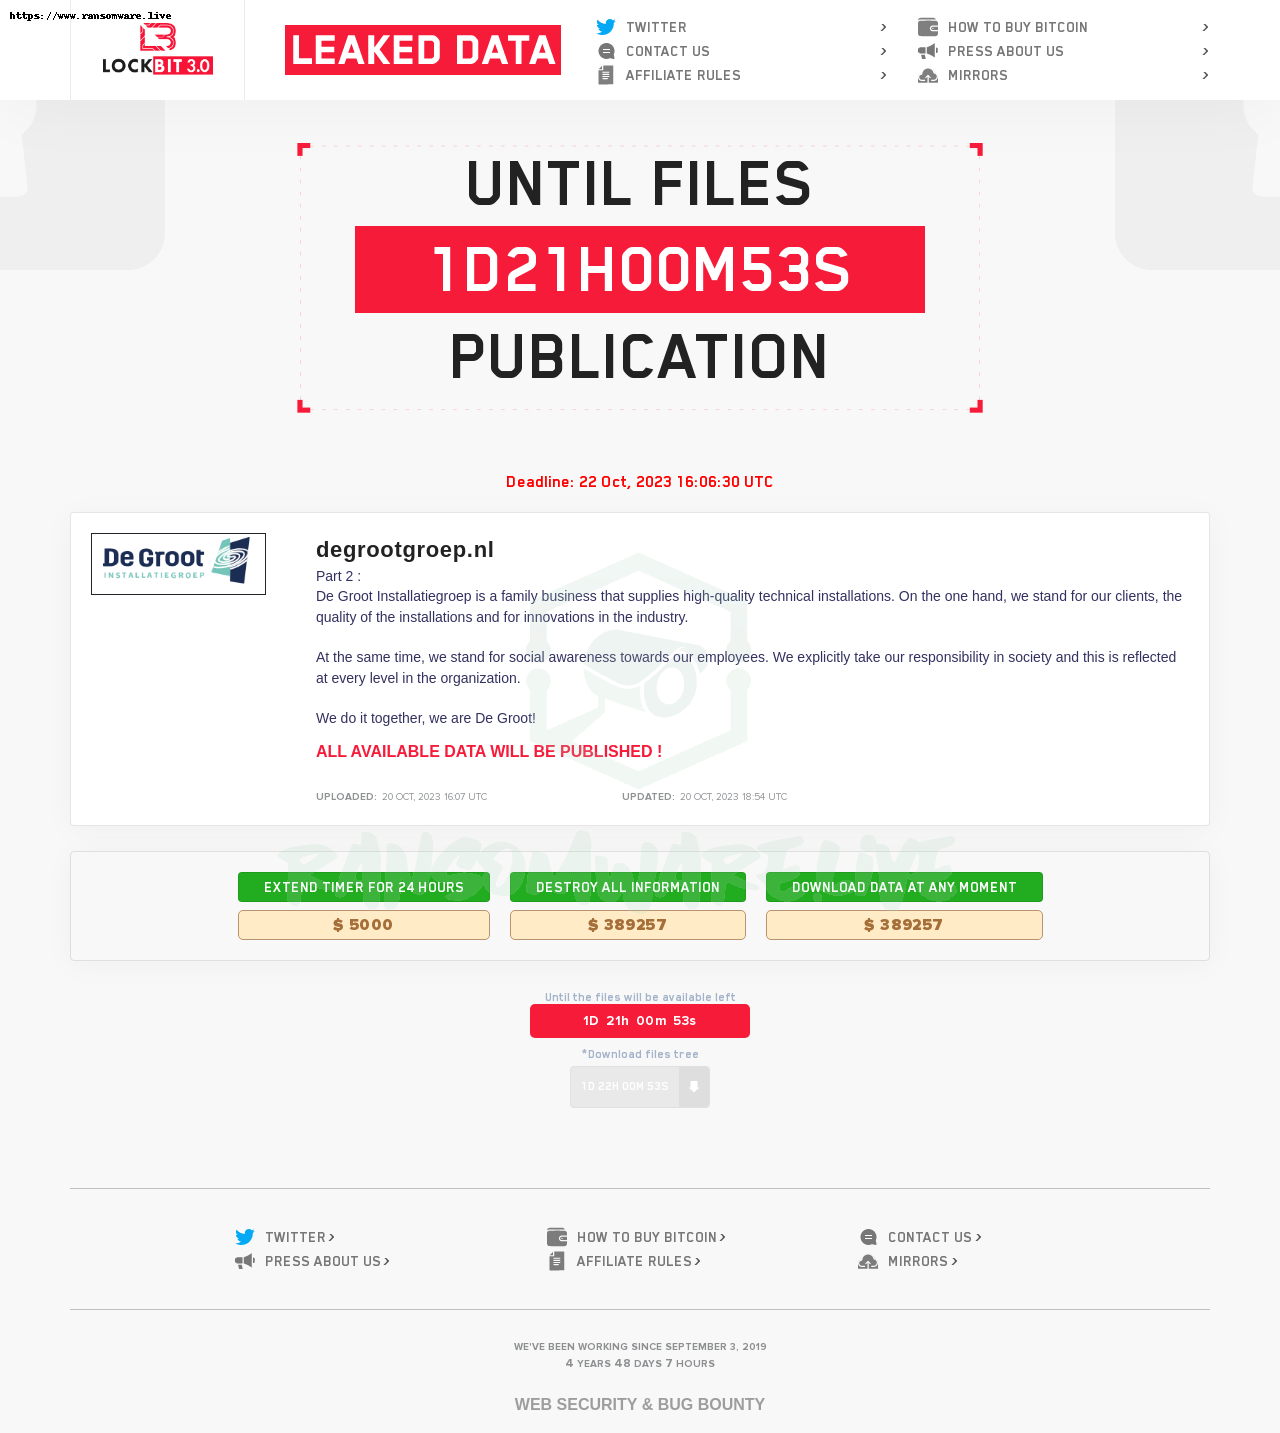 https://www.ransomware.live
LOCKBIT 3.0
LEAKED DATA
TWITTER
CONTACT US
AFFILIATE RULES
HOW TO BUY BITCOIN
PRESS ABOUT US
MIRRORS
UNTIL FILES
1D21H00M53S
PUBLICATION
Deadline: 22 Oct, 2023 16:06:30 UTC
De Groot
INSTALLATIEGROEP
degrootgroep.nl
Part 2 :
De Groot Installatiegroep is a family business that supplies high-quality technical installations. On the one hand, we stand for our clients, the
quality of the installations and for innovations in the industry.
At the same time, we stand for social awareness towards our employees. We explicitly take our responsibility in society and this is reflected
at every level in the organization.
We do it together, we are De Groot!
ALL AVAILABLE DATA WILL BE PUBLISHED !
UPLOADED: 20 OCT, 2023 16:07 UTC
UPDATED: 20 OCT, 2023 18:54 UTC
RANSOMWARE.LIVE
EXTEND TIMER FOR 24 HOURS
$ 5000
DESTROY ALL INFORMATION
$ 389257
DOWNLOAD DATA AT ANY MOMENT
$ 389257
Until the files will be available left
1D 21h 00m 53s
*Download files tree
1D 22H 00M 53S
TWITTER
HOW TO BUY BITCOIN
CONTACT US
PRESS ABOUT US
AFFILIATE RULES
MIRRORS
WE'VE BEEN WORKING SINCE SEPTEMBER 3, 2019
4 YEARS 48 DAYS 7 HOURS
WEB SECURITY & BUG BOUNTY